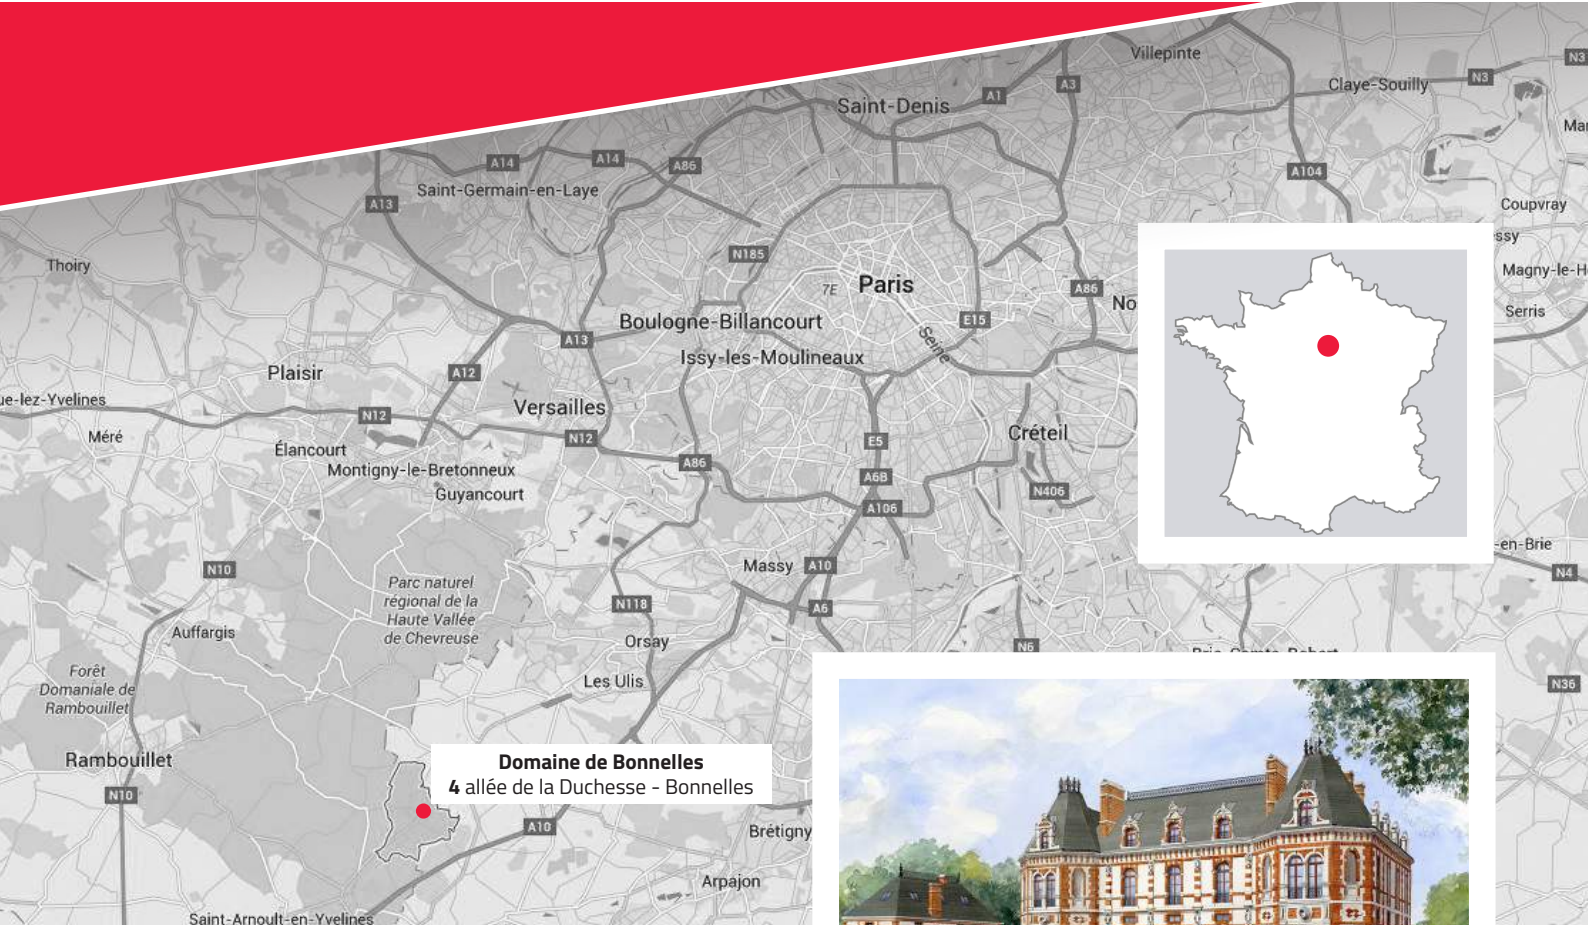 Villepinte
N3
N3
Claye-Souilly
A3
A1
Saint-Denis
A14
A14
A86
A104
Saint-Germain-en-Laye
A13
Coupvray
N185
Thoiry
Magny-le-H
Paris
7E
A86
No
Serris
Boulogne-Billancourt
E15
A13
Seine
Issy-les-Moulineaux
Plaisir
A12
ue-lez-Yvelines
Versailles
N12
Méré
N12
Créteil
E5
Élancourt
A86
Montigny-le-Bretonneux
A6B
Guyancourt
N406
A106
-en-Brie
Massy
A10
N10
N4
Parc naturel
régional de la
Haute Vallée
de Chevreuse
N118
A6
Auffargis
Orsay
N6
Brie-Comte-Robert
Forêt
Domaniale de
Rambouillet
Les Ulis
N36
Rambouillet
Domaine de Bonnelles
4 allée de la Duchesse - Bonnelles
N10
A10
Brétigny
Arpajon
Saint-Arnoult-en-Yvelines